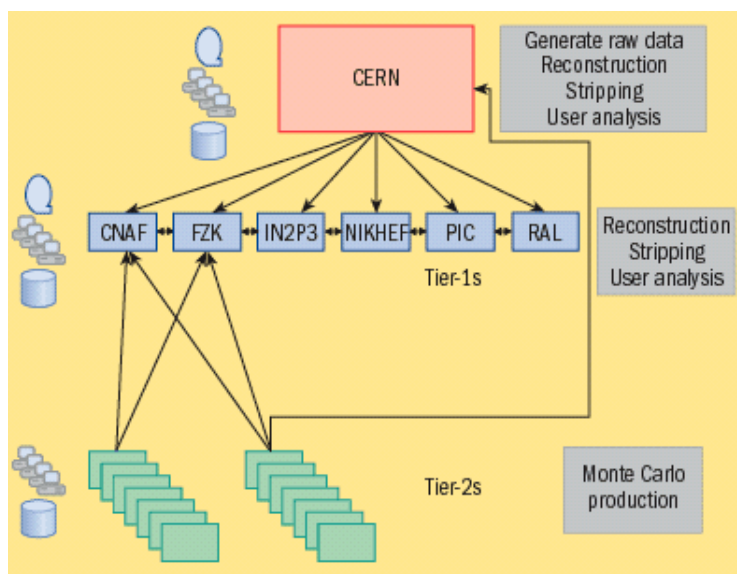 CERN
Generate raw data
Reconstruction
Stripping
User analysis
CNAF
FZK
IN2P3
NIKHEF
PIC
RAL
Reconstruction
Stripping
User analysis
Tier-1s
Tier-2s
Monte Carlo
production